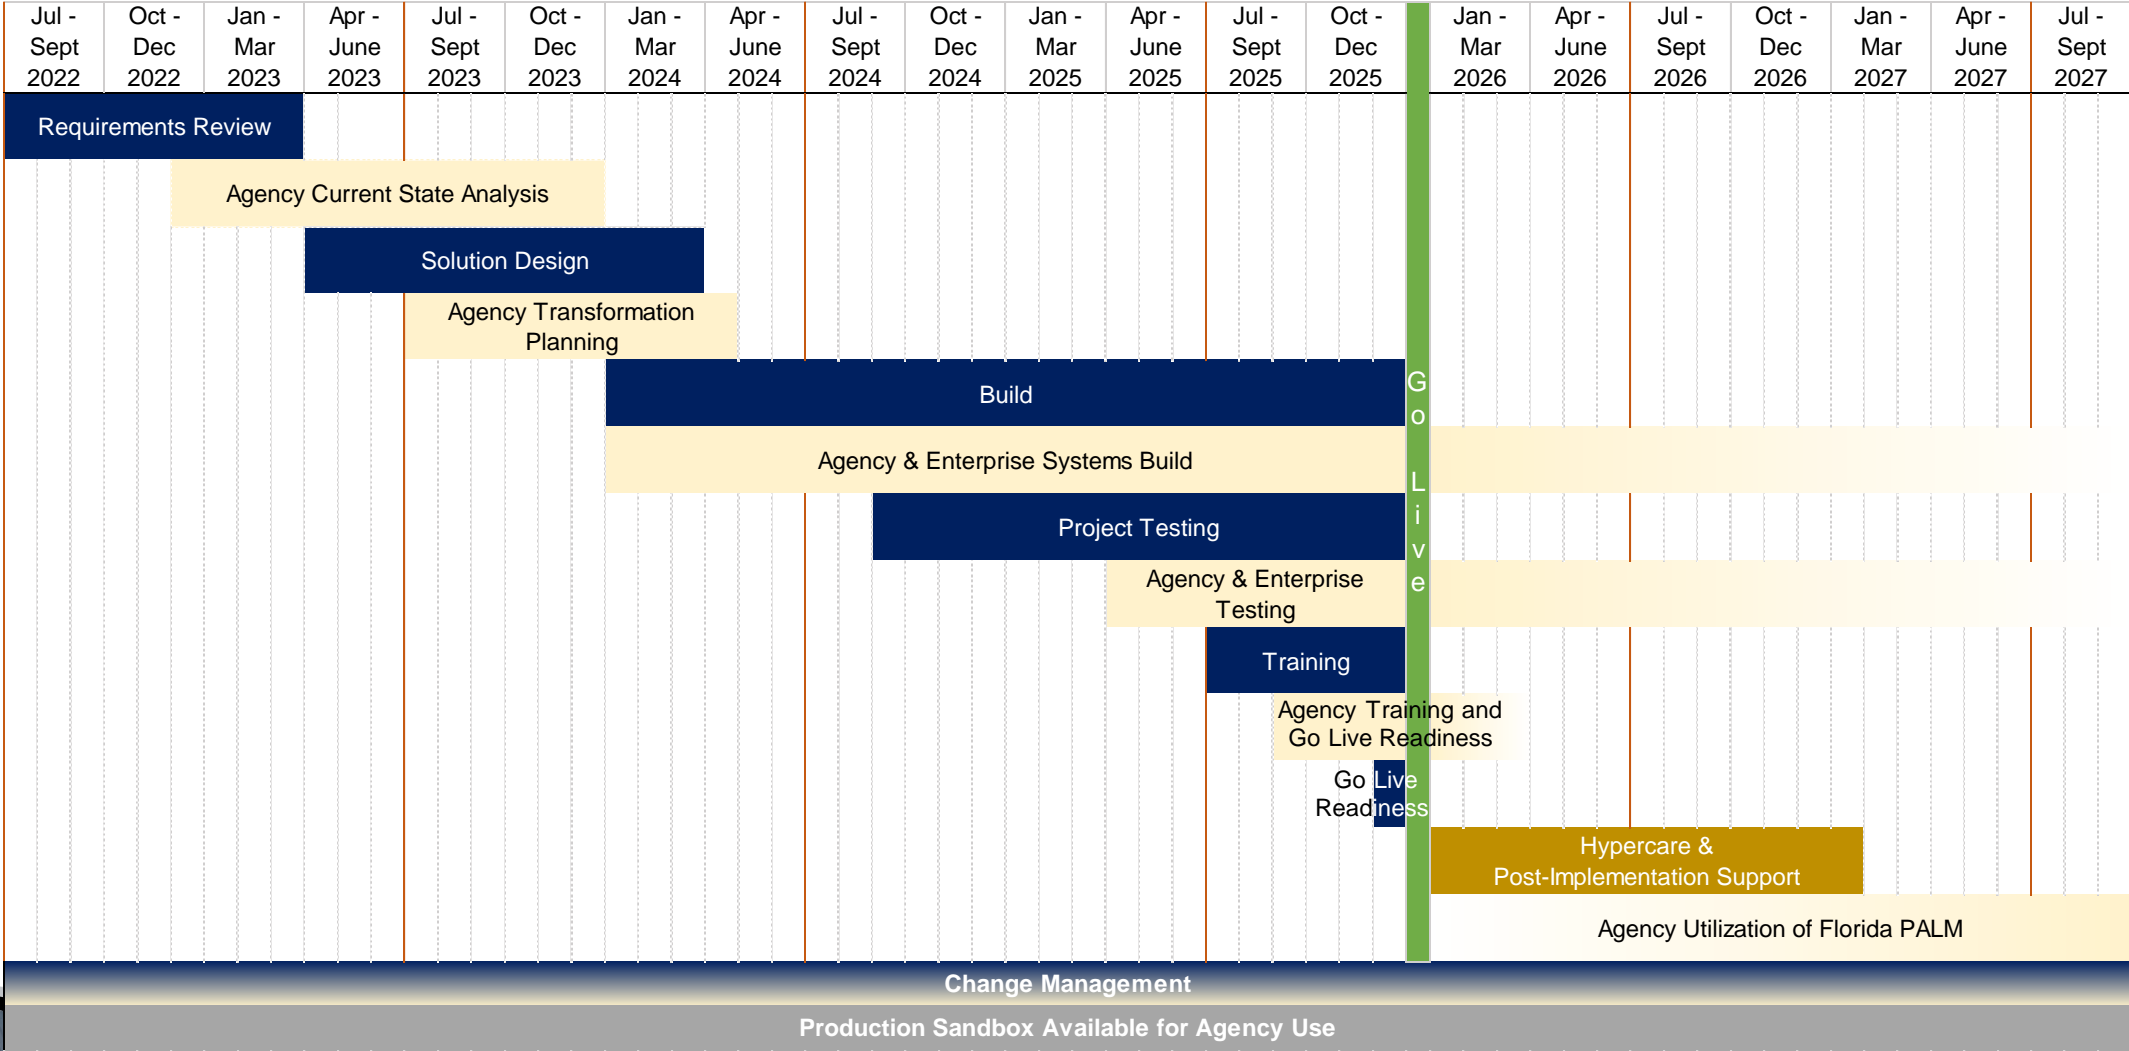 Jul - Oct - Jan - Apr - Jul - Oct - Jan - Apr - Jul - Oct - Jan - Apr - Jul - Oct - Jan - Apr - Jul - Oct - Jan - Apr - Jul -
Sept Dec Mar June Sept Dec Mar June Sept Dec Mar June Sept Dec Mar June Sept Dec Mar June Sept
2022 2022 2023 2023 2023 2023 2024 2024 2024 2024 2025 2025 2025 2025 2026 2026 2026 2026 2027 2027 2027
Requirements Review
Agency Current State Analysis
Solution Design
Agency Transformation
Planning
Build
Go Live
Agency & Enterprise Systems Build
Project Testing
Agency & Enterprise
Testing
Training
Agency Training and
Go Live Readiness
Go Live
Readiness
Hypercare &
Post-Implementation Support
Agency Utilization of Florida PALM
Change Management
Production Sandbox Available for Agency Use